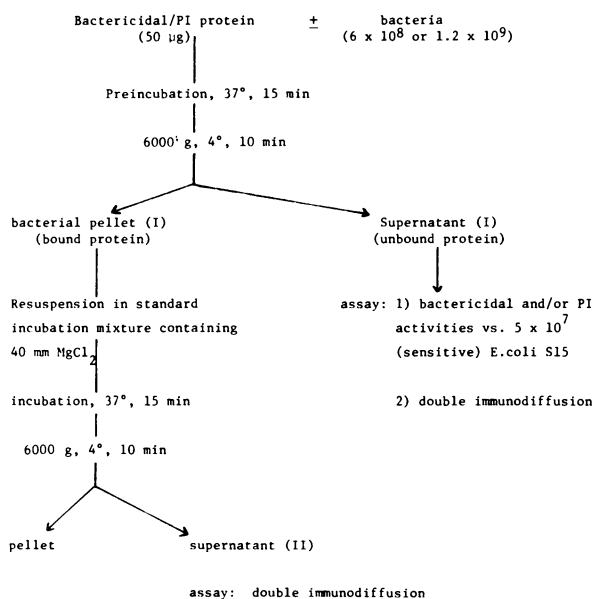 Bactericidal/PI protein ± bacteria
(50 µg) (6 x 10⁸ or 1.2 x 10⁹)
Preincubation, 37°, 15 min
6000 g, 4°, 10 min
bacterial pellet (I)
(bound protein)
Supernatant (I)
(unbound protein)
Resuspension in standard
incubation mixture containing
40 mm MgCl₂
assay: 1) bactericidal and/or PI
activities vs. 5 x 10⁷
(sensitive) E.coli S15
2) double immunodiffusion
incubation, 37°, 15 min
6000 g, 4°, 10 min
pellet
supernatant (II)
assay: double immunodiffusion